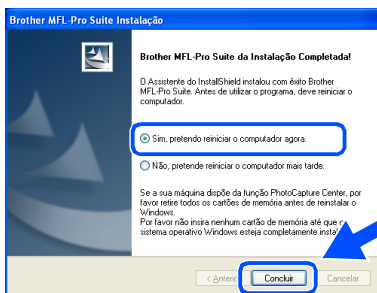 Brother MFL-Pro Suite Instalação
Brother MFL-Pro Suite da Instalação Completada!
O Assistente do InstallShield instalou com êxito Brother
MFL-Pro Suite. Antes de utilizar o programa, deve reiniciar o
computador.
Sim, pretendo reiniciar o computador agora.
Não, pretende reiniciar o computador mais tarde.
Se a sua máquina dispõe da função PhotoCapture Center, por
favor retire todos os cartões de memória antes de reinstalar o
Windows.
Por favor não insira nenhum cartão de memória até que o
sistema operativo Windows esteja completamente insta
< Anterio
Concluir
Cancelar